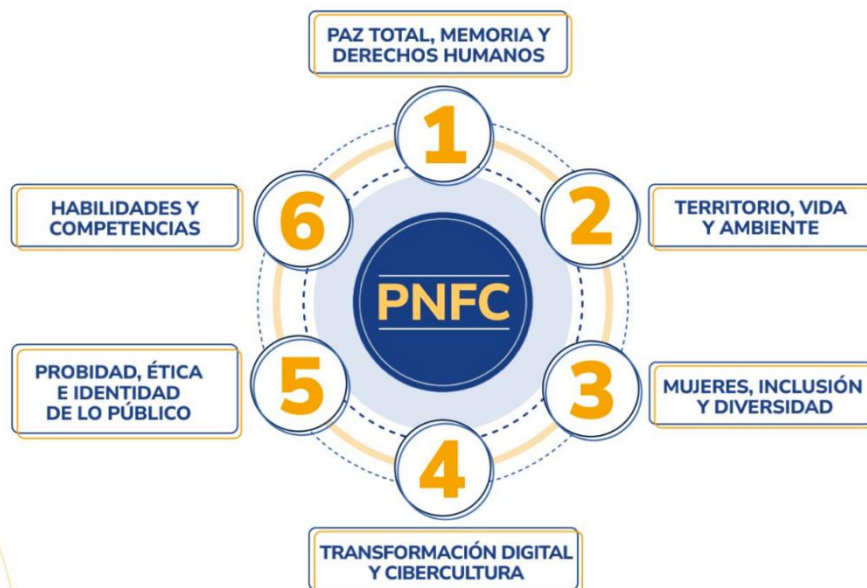 PAZ TOTAL, MEMORIA Y
DERECHOS HUMANOS
1
2
TERRITORIO, VIDA
Y AMBIENTE
3
MUJERES, INCLUSIÓN
Y DIVERSIDAD
4
TRANSFORMACIÓN DIGITAL
Y CIBERCULTURA
5
PROBIDAD, ÉTICA
E IDENTIDAD
DE LO PÚBLICO
6
HABILIDADES Y
COMPETENCIAS
PNFC